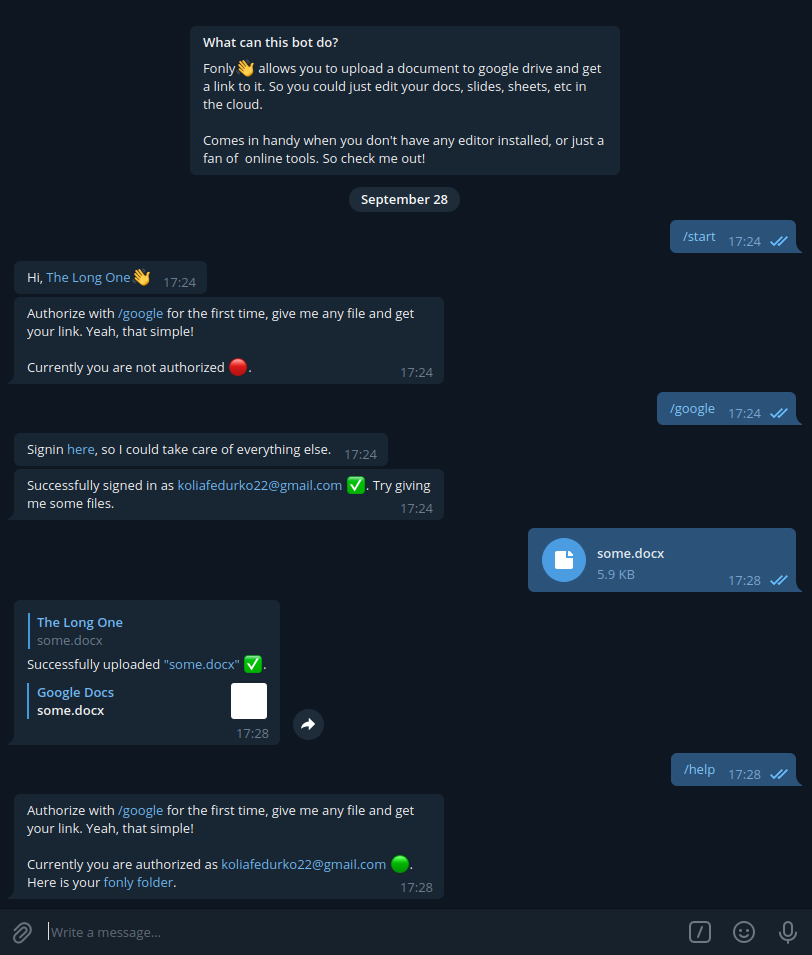 What can this bot do?
Fonly👋 allows you to upload a document to google drive and get
a link to it. So you could just edit your docs, slides, sheets, etc in
the cloud.
Comes in handy when you don't have any editor installed, or just a
fan of  online tools. So check me out!
September 28
/start 17:24
Hi, The Long One👋 17:24
Authorize with /google for the first time, give me any file and get
your link. Yeah, that simple!
Currently you are not authorized 🔴.
17:24
/google 17:24
Signin here, so I could take care of everything else. 17:24
Successfully signed in as koliafedurko22@gmail.com ✅. Try giving
me some files. 17:24
some.docx
5.9 KB 17:28
The Long One
some.docx
Successfully uploaded "some.docx" ✅.
Google Docs
some.docx
17:28
/help 17:28
Authorize with /google for the first time, give me any file and get
your link. Yeah, that simple!
Currently you are authorized as koliafedurko22@gmail.com 🟢.
Here is your fonly folder. 17:28
Write a message...